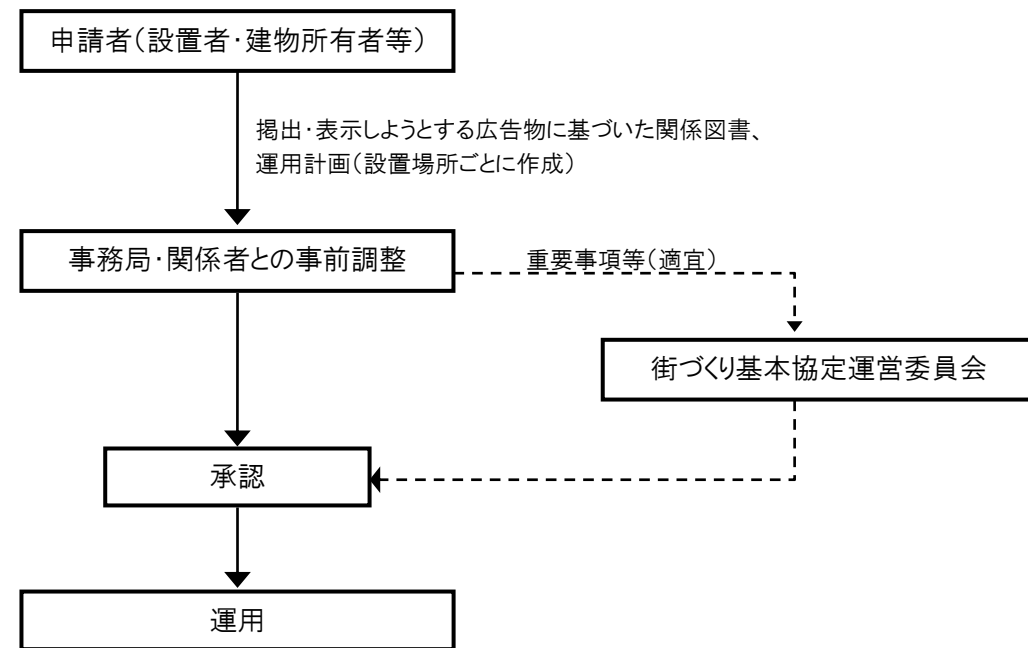 申請者（設置者・建物所有者等）
掲出・表示しようとする広告物に基づいた関係図書、
運用計画（設置場所ごとに作成）
事務局・関係者との事前調整
重要事項等（適宜）
街づくり基本協定運営委員会
承認
運用